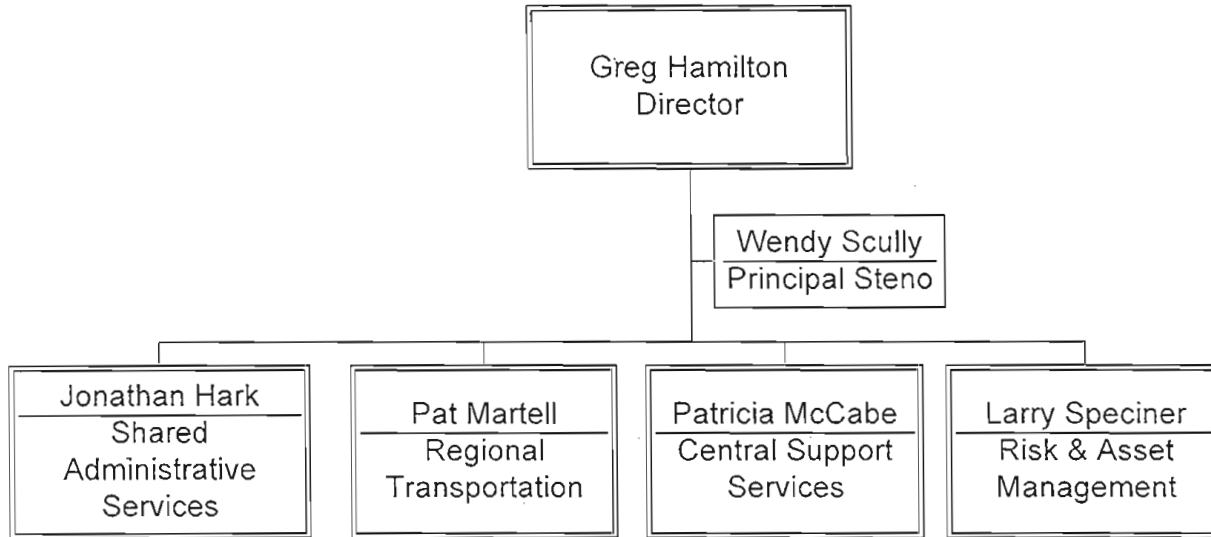 Greg Hamilton
Director
Wendy Scully
Principal Steno
Jonathan Hark
Shared
Administrative
Services
Pat Martell
Regional
Transportation
Patricia McCabe
Central Support
Services
Larry Speciner
Risk & Asset
Management